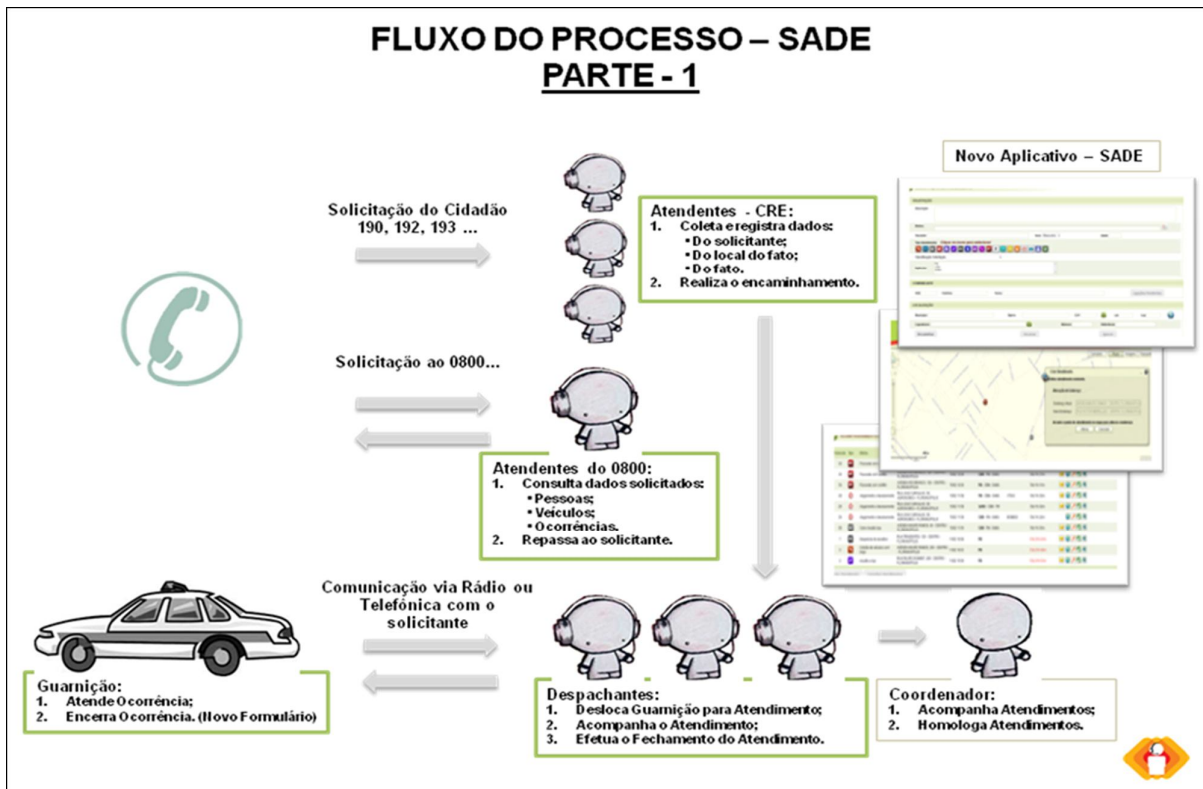 FLUXO DO PROCESSO – SADE
PARTE - 1
Novo Aplicativo – SADE
Solicitação do Cidadão
190, 192, 193 ...
Atendentes - CRE:
1. Coleta e registra dados:
▪ Do solicitante;
▪ Do local do fato;
▪ Do fato.
2. Realiza o encaminhamento.
Solicitação ao 0800...
Atendentes do 0800:
1. Consulta dados solicitados:
▪ Pessoas;
▪ Veículos;
▪ Ocorrências.
2. Repassa ao solicitante.
Comunicação via Rádio ou
Telefônica com o
solicitante
Guarnição:
1. Atende Ocorrência;
2. Encerra Ocorrência. (Novo Formulário)
Despachantes:
1. Desloca Guarnição para Atendimento;
2. Acompanha o Atendimento;
3. Efetua o Fechamento do Atendimento.
Coordenador:
1. Acompanha Atendimentos;
2. Homologa Atendimentos.